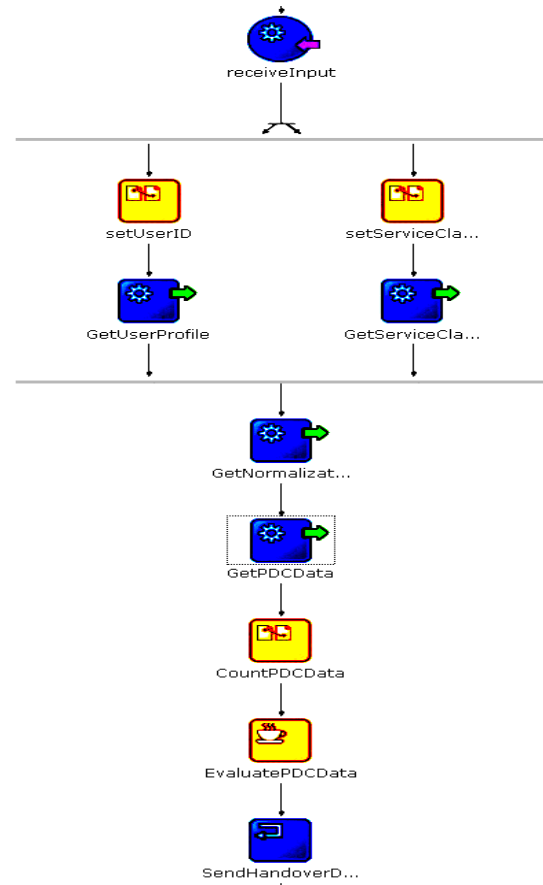 receiveInput
setUserID
setServiceCla...
GetUserProfile
GetServiceCla...
GetNormalizat...
GetPDCData
CountPDCData
EvaluatePDCData
SendHandoverD...